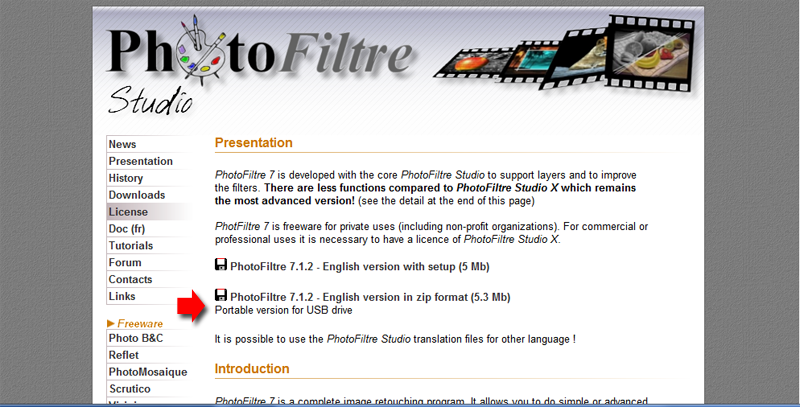 PhotoFiltre
Studio
News
Presentation
History
Downloads
License
Doc (fr)
Tutorials
Forum
Contacts
Links
Freeware
Photo B&C
Reflet
PhotoMosaique
Scrutico
Presentation
PhotoFiltre 7 is developed with the core PhotoFiltre Studio to support layers and to improve
the filters. There are less functions compared to PhotoFiltre Studio X which remains
the most advanced version! (see the detail at the end of this page)
PhotFiltre 7 is freeware for private uses (including non-profit organizations). For commercial or
professional uses it is necessary to have a licence of PhotoFiltre Studio X.
PhotoFiltre 7.1.2 - English version with setup (5 Mb)
PhotoFiltre 7.1.2 - English version in zip format (5.3 Mb)
Portable version for USB drive
It is possible to use the PhotoFiltre Studio translation files for other language !
Introduction
PhotoFiltre 7 is a complete image retouching program. It allows you to do simple or advanced